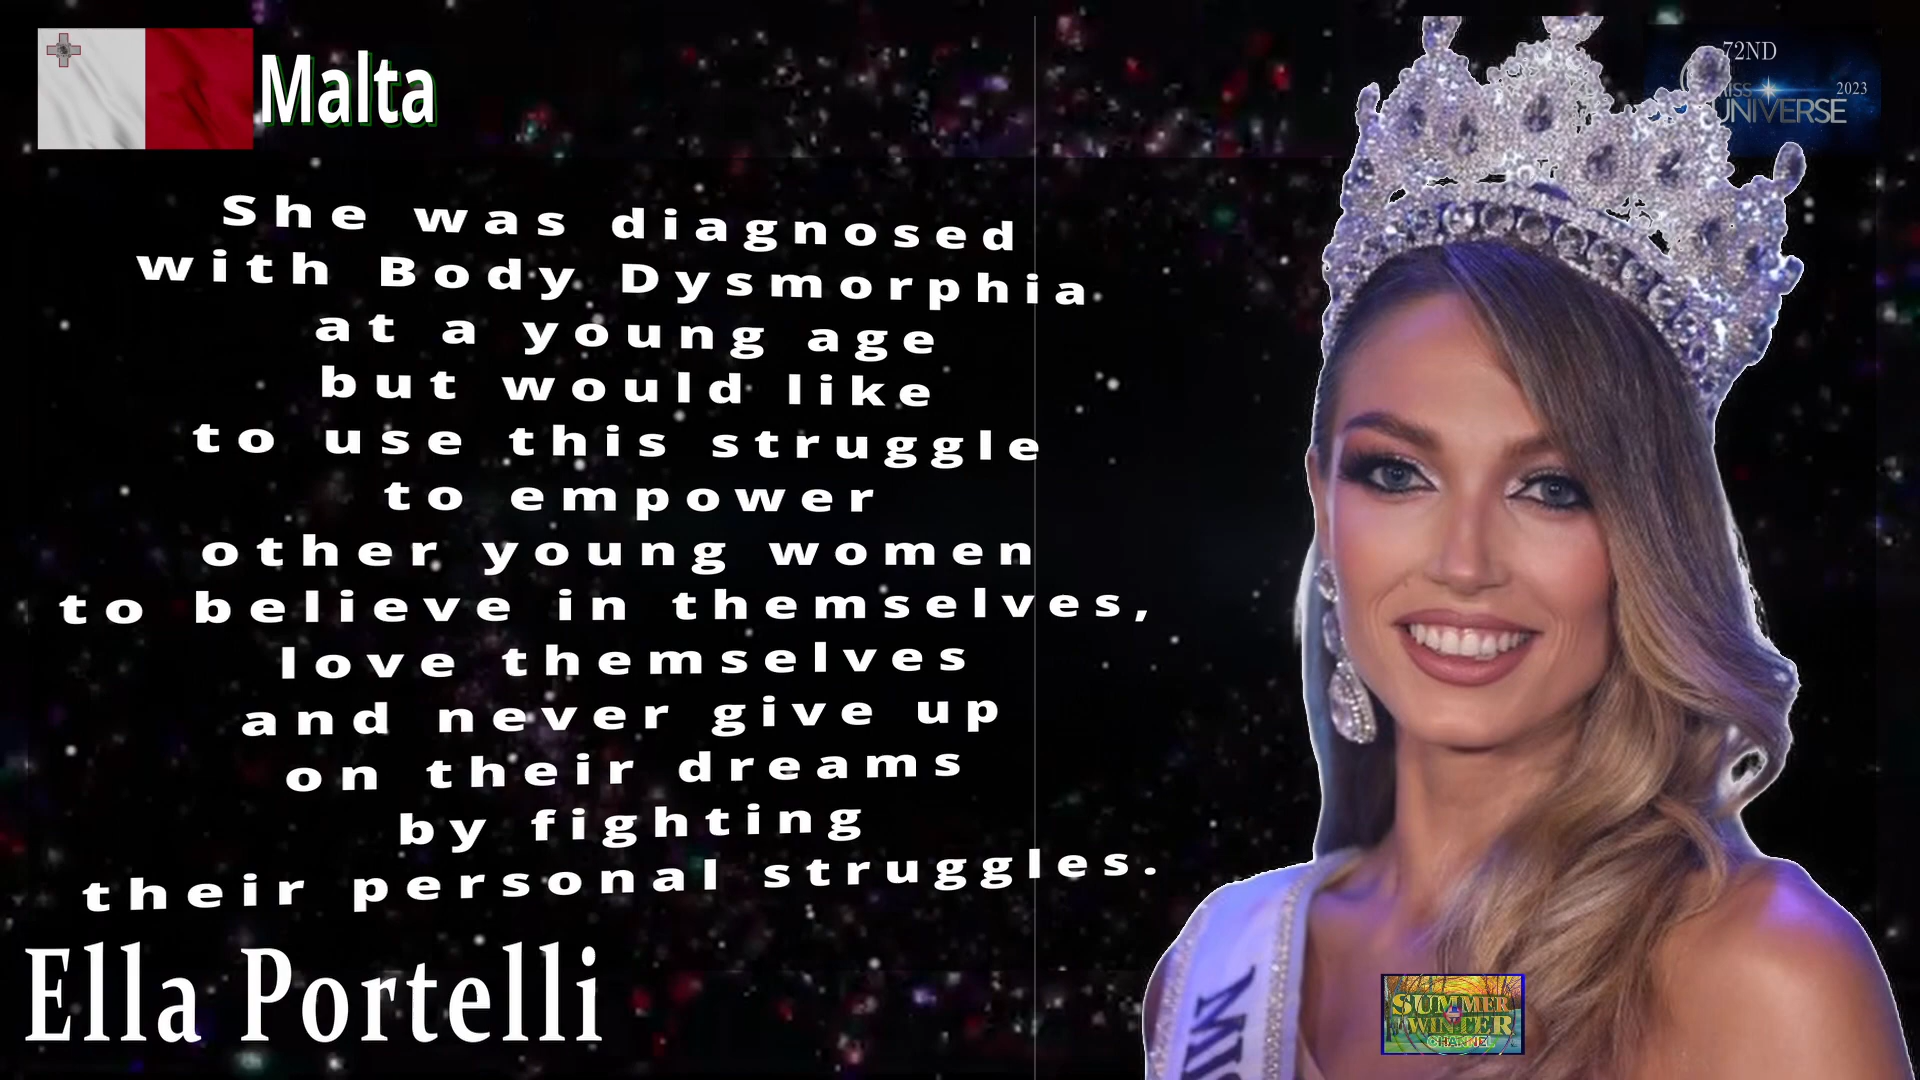 Malta
72ND
MISS 2023
UNIVERSE
She was diagnosed
with Body Dysmorphia
at a young age
but would like
to use this struggle
to empower
other young women
to believe in themselves,
love themselves
and never give up
on their dreams
by fighting
their personal struggles.
Ella Portelli
SUMMER
WINTER
CHANNEL